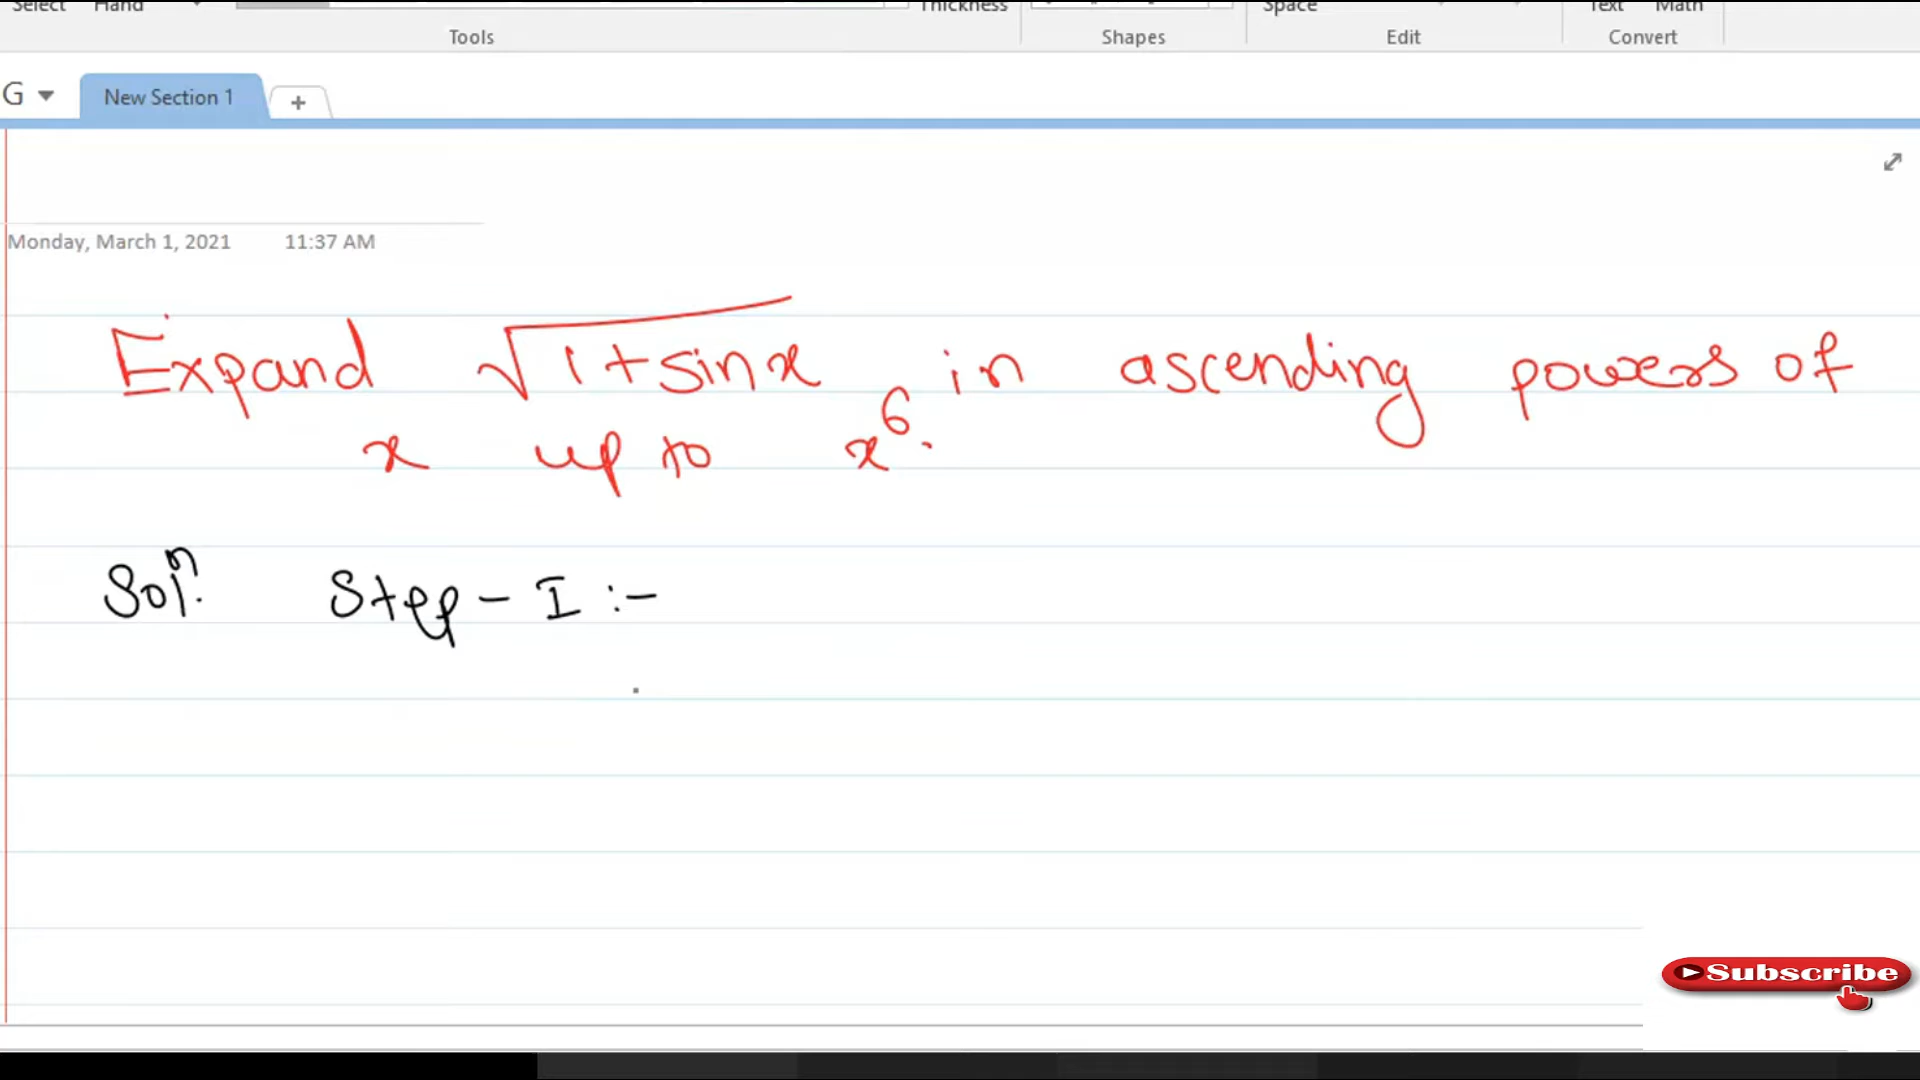 Select Hand Thickness Space Text Math
Tools Shapes Edit Convert
G New Section 1 +
Monday, March 1, 2021 11:37 AM
Expand √1+sinx in ascending powers of
x up to x⁶.
Solⁿ. Step - I :-
Subscribe